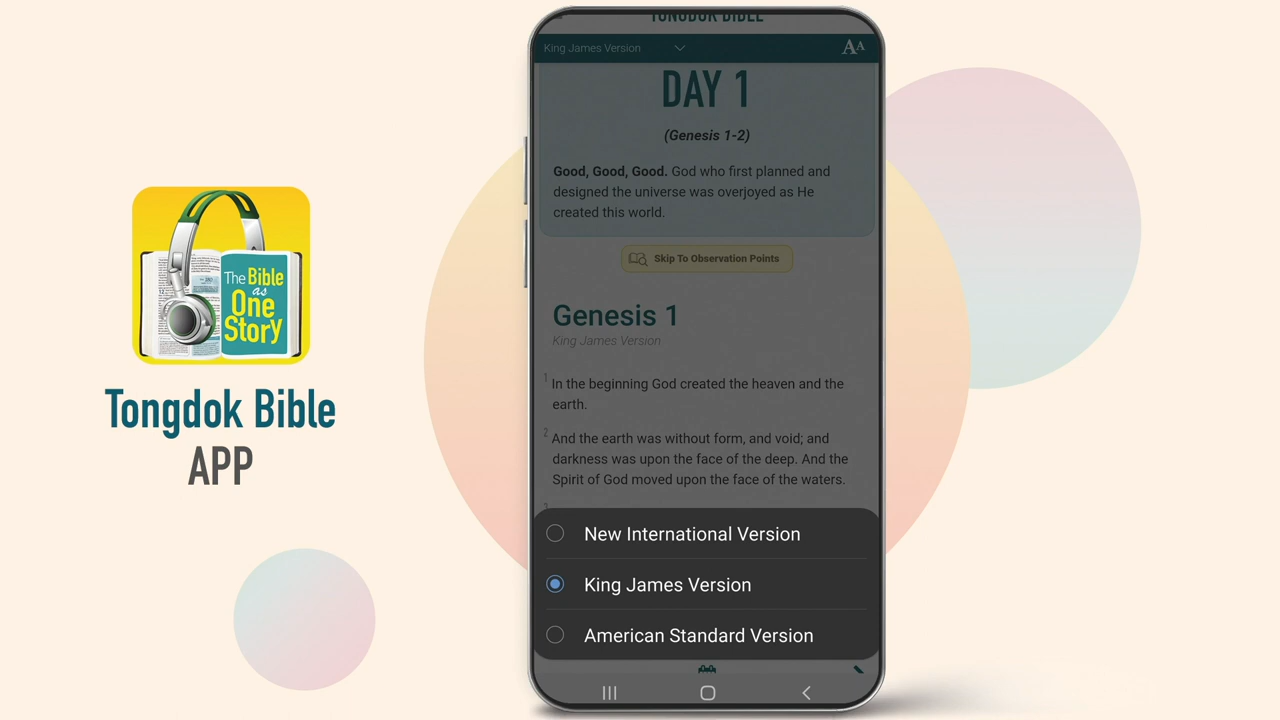 The Bible
as
One
Story
Tongdok Bible
APP
TONGDOK BIBLE
King James Version
AA
DAY 1
(Genesis 1-2)
Good, Good, Good. God who first planned and
designed the universe was overjoyed as He
created this world.
Skip To Observation Points
Genesis 1
King James Version
1 In the beginning God created the heaven and the
earth.
2 And the earth was without form, and void; and
darkness was upon the face of the deep. And the
Spirit of God moved upon the face of the waters.
New International Version
King James Version
American Standard Version